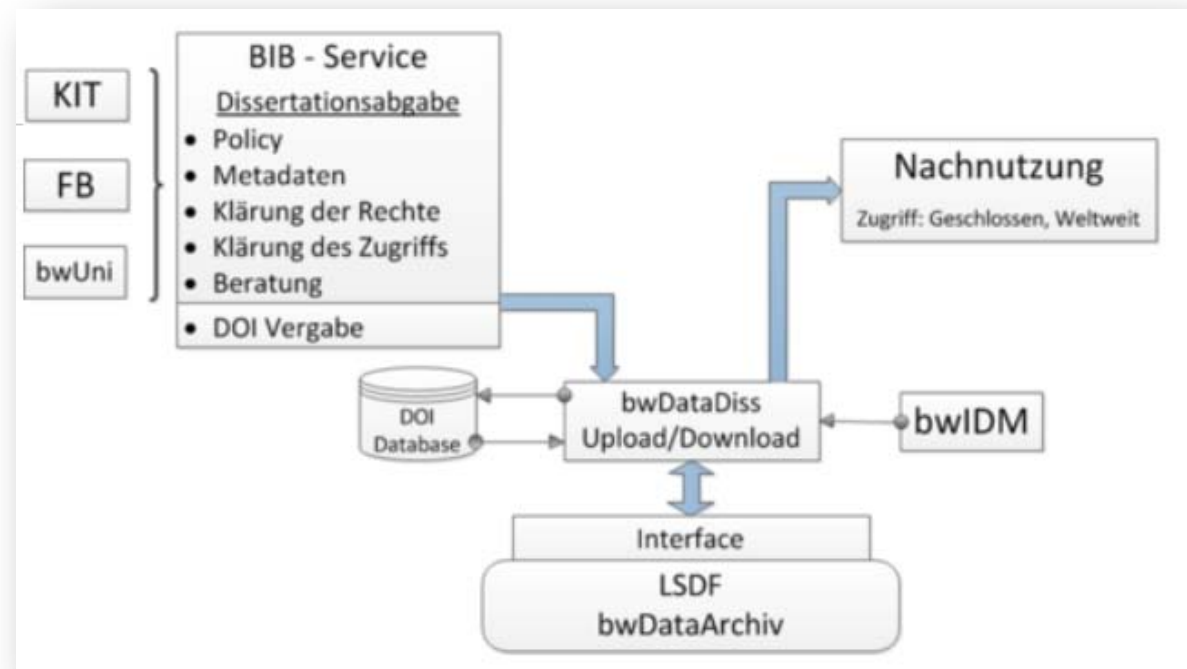 KIT
FB
bwUni
BIB - Service
Dissertationsabgabe
• Policy
• Metadaten
• Klärung der Rechte
• Klärung des Zugriffs
• Beratung
• DOI Vergabe
Nachnutzung
Zugriff: Geschlossen, Weltweit
DOI
Database
bwDataDiss
Upload/Download
bwIDM
Interface
LSDF
bwDataArchiv